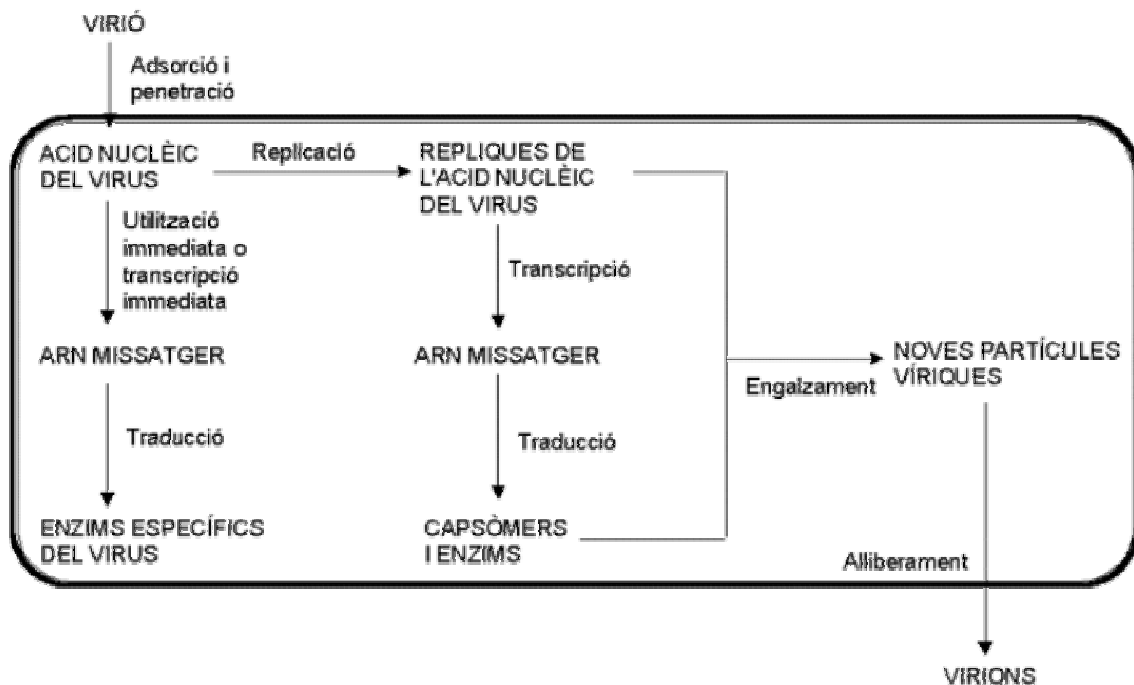 VIRIÓ
Adsorció i
penetració
ACID NUCLÈIC
DEL VIRUS
Replicació
REPLIQUES DE
L'ACID NUCLÈIC
DEL VIRUS
Utilització
immediata o
transcripció
immediata
Transcripció
ARN MISSATGER
ARN MISSATGER
NOVES PARTÍCULES
VÍRIQUES
Engalzament
Traducció
Traducció
ENZIMS ESPECÍFICS
DEL VIRUS
CAPSÒMERS
I ENZIMS
Alliberament
VIRIONS